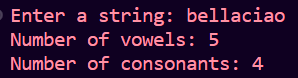 Enter a string: bellaciao
Number of vowels: 5
Number of consonants: 4